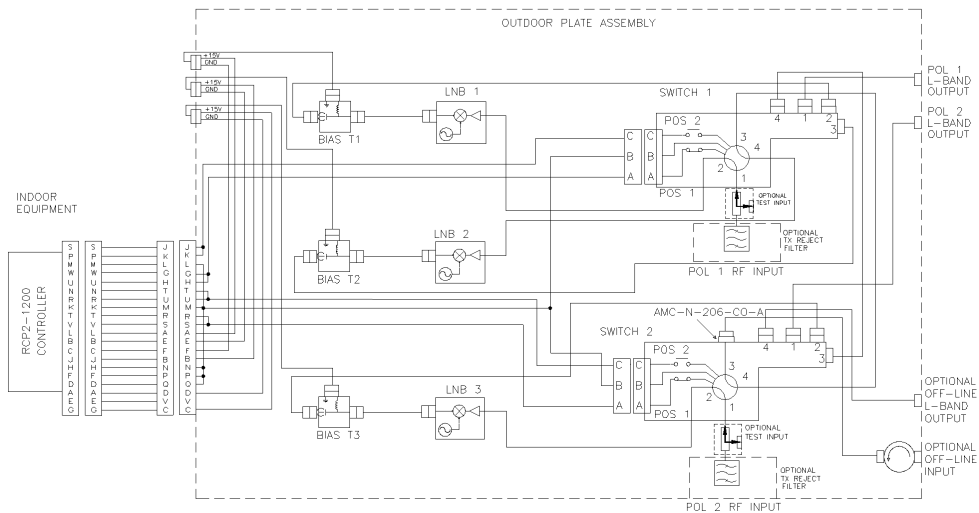 OUTDOOR PLATE ASSEMBLY
+15V
GND
+15V
GND
+15V
GND
BIAS T1
LNB 1
SWITCH 1
POS 2
C
B
A
C
B
A
POS 1
3
4
2
1
4
1
2
3
POL 1
L-BAND
OUTPUT
POL 2
L-BAND
OUTPUT
OPTIONAL
TEST INPUT
OPTIONAL
TX REJECT
FILTER
POL 1 RF INPUT
INDOOR
EQUIPMENT
RCP2-1200
CONTROLLER
S
P
M
W
U
N
R
K
T
V
L
B
C
J
H
F
D
A
E
G
S
P
M
W
U
N
R
K
T
V
L
B
C
J
H
F
D
A
E
G
J
K
L
G
H
T
U
M
R
S
A
E
F
B
N
P
Q
D
V
C
J
K
L
G
H
T
U
M
R
S
A
E
F
B
N
P
Q
D
V
C
BIAS T2
LNB 2
AMC-N-206-CO-A
SWITCH 2
POS 2
C
B
A
C
B
A
POS 1
3
4
2
1
4
1
2
3
BIAS T3
LNB 3
OPTIONAL
OFF-LINE
L-BAND
OUTPUT
OPTIONAL
OFF-LINE
INPUT
OPTIONAL
TEST INPUT
OPTIONAL
TX REJECT
FILTER
POL 2 RF INPUT